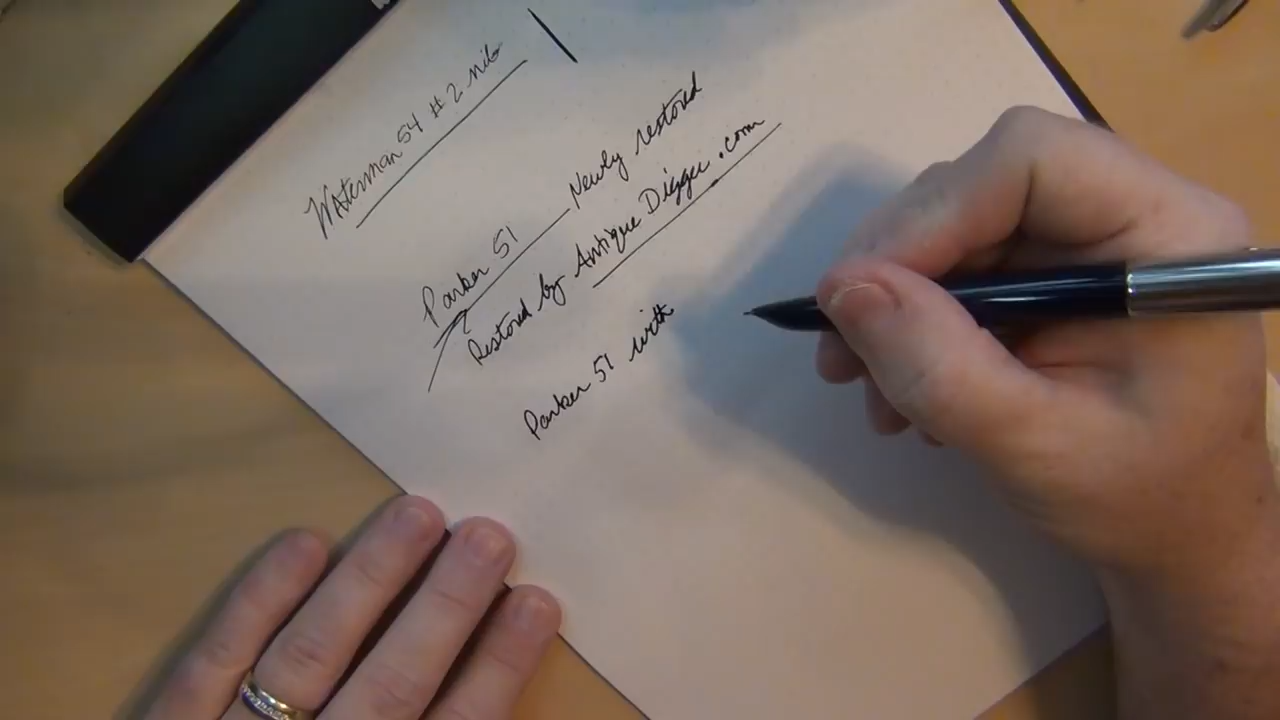 Waterman 54 # 2 nib
Parker 51 Newly restored
Restored by Antique Digger.com
Parker 51 with